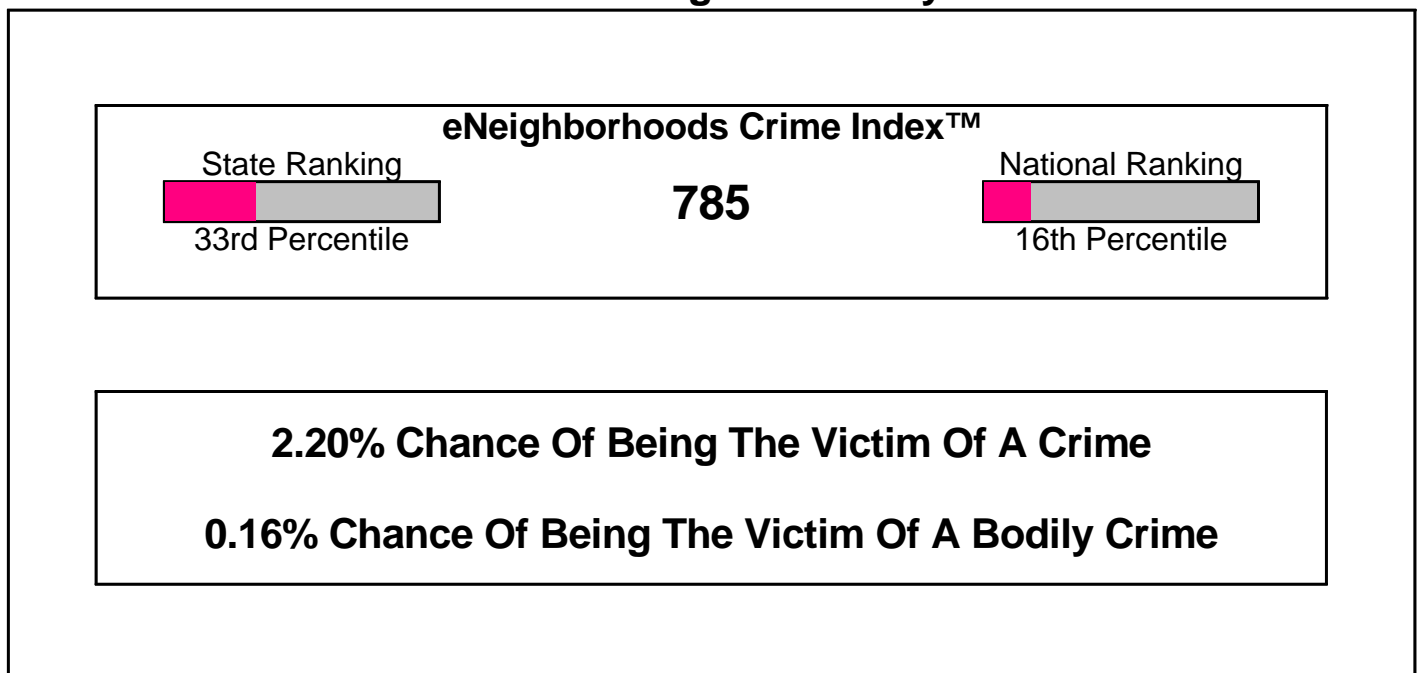 eNeighborhoods Crime Index™
State Ranking
33rd Percentile
785
National Ranking
16th Percentile
2.20% Chance Of Being The Victim Of A Crime
0.16% Chance Of Being The Victim Of A Bodily Crime